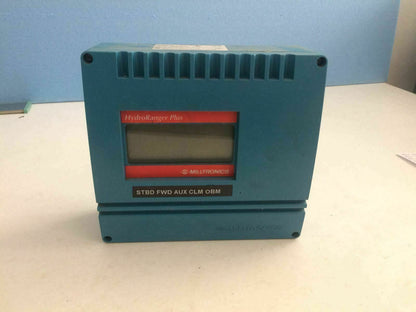 HydroRanger Plus
MILLTRONICS
STBD FWD AUX CLM OBM